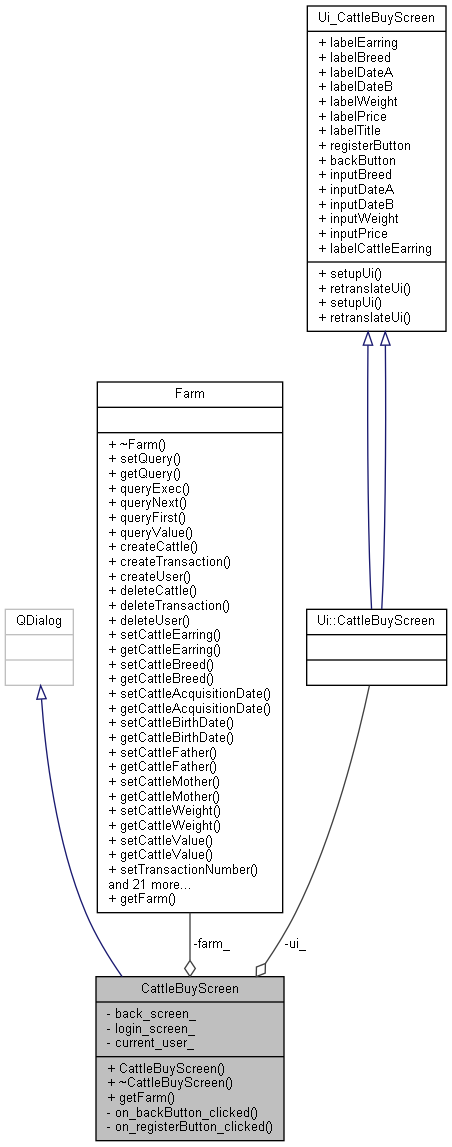 Ui_CattleBuyScreen
+ labelEarring
+ labelBreed
+ labelDateA
+ labelDateB
+ labelWeight
+ labelPrice
+ labelTitle
+ registerButton
+ backButton
+ inputBreed
+ inputDateA
+ inputDateB
+ inputWeight
+ inputPrice
+ labelCattleEarring
+ setupUi()
+ retranslateUi()
+ setupUi()
+ retranslateUi()
Farm
+ ~Farm()
+ setQuery()
+ getQuery()
+ queryExec()
+ queryNext()
+ queryFirst()
+ queryValue()
+ createCattle()
+ createTransaction()
+ createUser()
+ deleteCattle()
+ deleteTransaction()
+ deleteUser()
+ setCattleEarring()
+ getCattleEarring()
+ setCattleBreed()
+ getCattleBreed()
+ setCattleAcquisitionDate()
+ getCattleAcquisitionDate()
+ setCattleBirthDate()
+ getCattleBirthDate()
+ setCattleFather()
+ getCattleFather()
+ setCattleMother()
+ getCattleMother()
+ setCattleWeight()
+ getCattleWeight()
+ setCattleValue()
+ getCattleValue()
+ setTransactionNumber()
and 21 more...
+ getFarm()
QDialog
Ui::CattleBuyScreen
-farm_
-ui_
CattleBuyScreen
- back_screen_
- login_screen_
- current_user_
+ CattleBuyScreen()
+ ~CattleBuyScreen()
+ getFarm()
- on_backButton_clicked()
- on_registerButton_clicked()